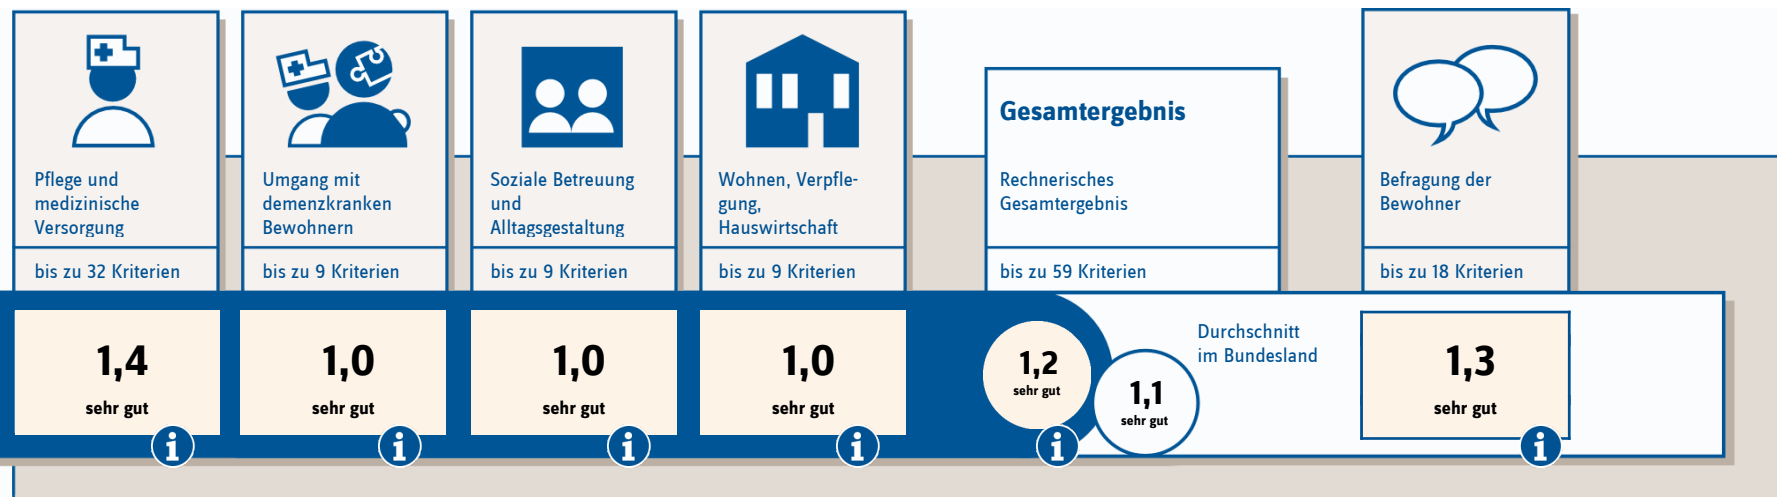 Pflege und
medizinische
Versorgung
bis zu 32 Kriterien
1,4
sehr gut
i
Umgang mit
demenzkranken
Bewohnern
bis zu 9 Kriterien
1,0
sehr gut
i
Soziale Betreuung
und
Alltagsgestaltung
bis zu 9 Kriterien
1,0
sehr gut
i
Wohnen, Verpfle-
gung,
Hauswirtschaft
bis zu 9 Kriterien
1,0
sehr gut
i
Gesamtergebnis
Rechnerisches
Gesamtergebnis
bis zu 59 Kriterien
1,2
sehr gut
i
1,1
sehr gut
Durchschnitt
im Bundesland
Befragung der
Bewohner
bis zu 18 Kriterien
1,3
sehr gut
i